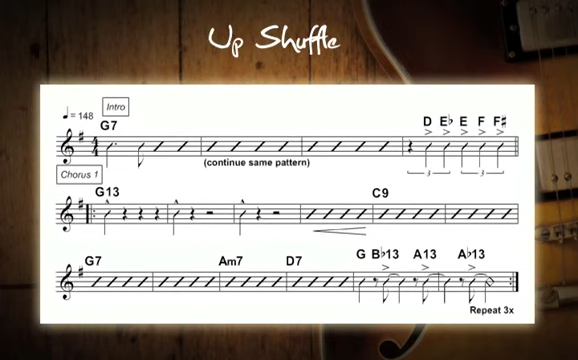 Up Shuffle
Intro
♩ = 148
G7 D E♭ E F F♯
(continue same pattern)
3 3
Chorus 1
G13 C9
G7 Am7 D7 G B♭13 A13 A♭13
Repeat 3x